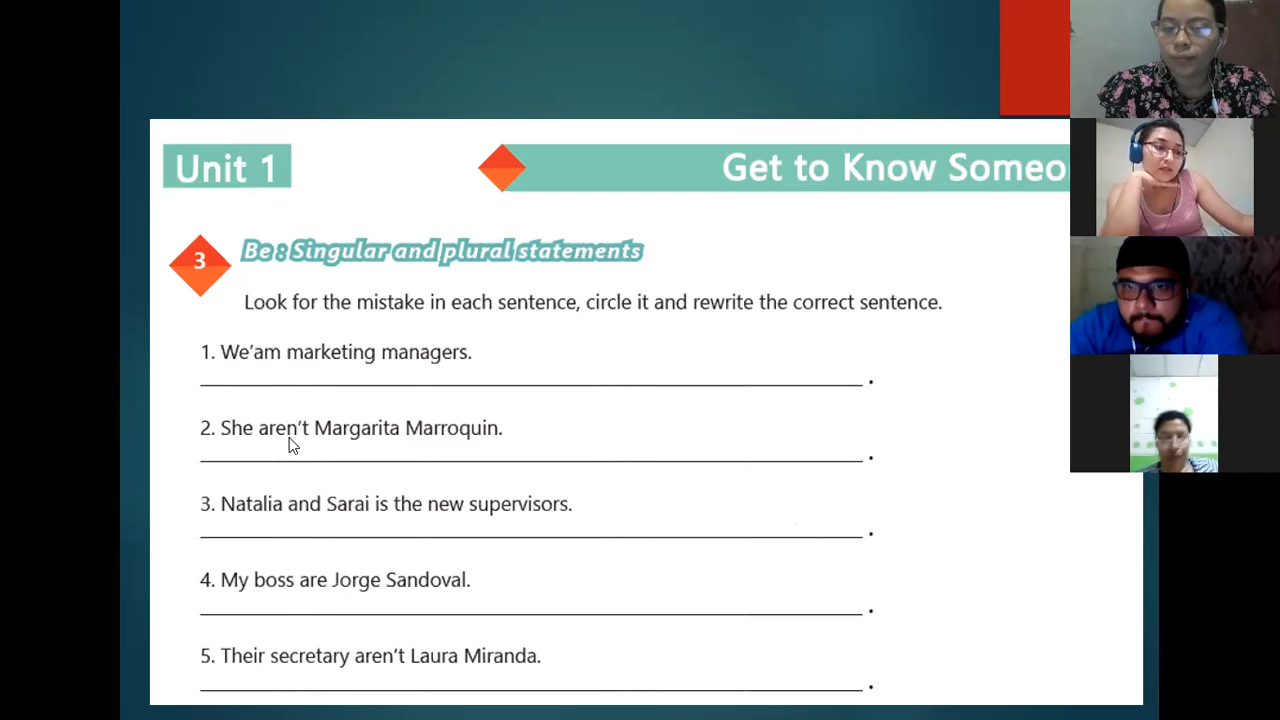 Unit 1
Get to Know Someo
3
Be : Singular and plural statements
Look for the mistake in each sentence, circle it and rewrite the correct sentence.
1. We'am marketing managers.
.
2. She aren't Margarita Marroquin.
.
3. Natalia and Sarai is the new supervisors.
.
4. My boss are Jorge Sandoval.
.
5. Their secretary aren't Laura Miranda.
.